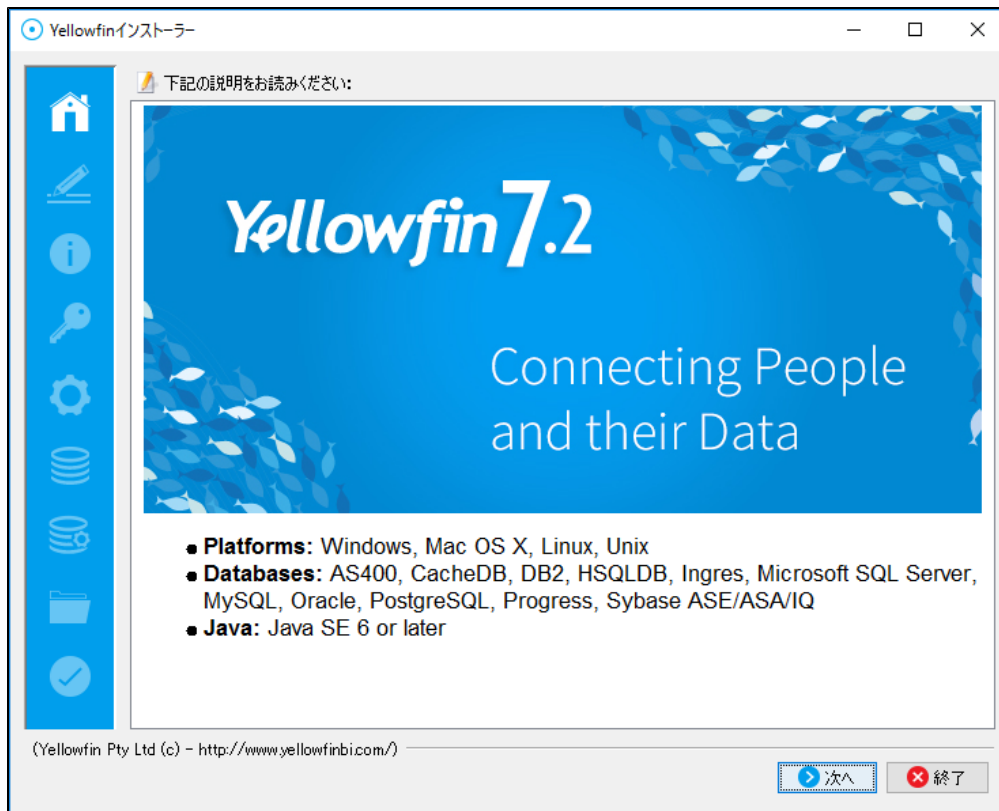 Yellowfinインストーラー
下記の説明をお読みください:
Yellowfin 7.2
Connecting People
and their Data
Platforms: Windows, Mac OS X, Linux, Unix
Databases: AS400, CacheDB, DB2, HSQLDB, Ingres, Microsoft SQL Server,
MySQL, Oracle, PostgreSQL, Progress, Sybase ASE/ASA/IQ
Java: Java SE 6 or later
(Yellowfin Pty Ltd (c) - http://www.yellowfinbi.com/)
次へ
終了